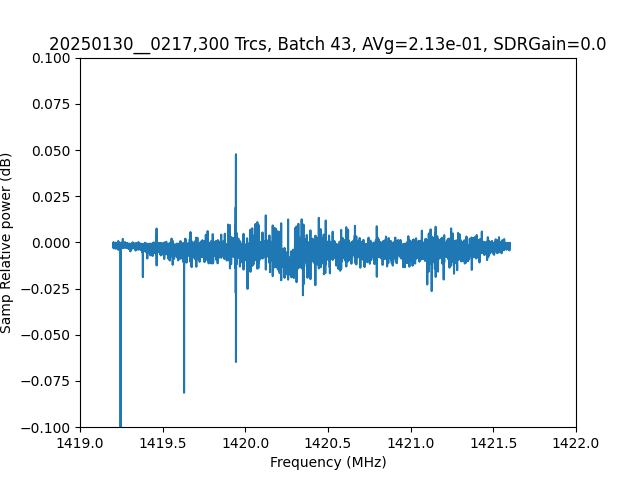 20250130__0217,300 Trcs, Batch 43, AVg=2.13e-01, SDRGain=0.0
0.100
0.075
0.050
0.025
0.000
−0.025
−0.050
−0.075
−0.100
Samp Relative power (dB)
1419.0 1419.5 1420.0 1420.5 1421.0 1421.5 1422.0
Frequency (MHz)